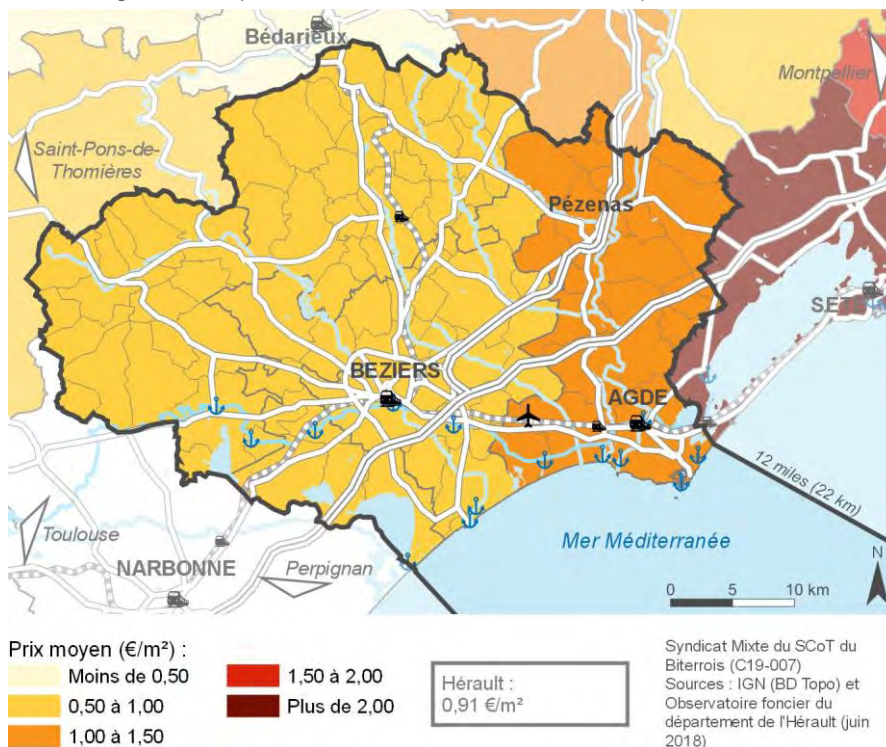 Bédarieux
Montpellier
Saint-Pons-de-
Thomières
Pézenas
SET
BEZIERS
AGDE
12 miles (22 km)
Toulouse
Mer Méditerranée
N
NARBONNE
Perpignan
0 5 10 km
Prix moyen (€/m²) :
Moins de 0,50
0,50 à 1,00
1,00 à 1,50
1,50 à 2,00
Plus de 2,00
Hérault :
0,91 €/m²
Syndicat Mixte du SCoT du
Biterrois (C19-007)
Sources : IGN (BD Topo) et
Observatoire foncier du
département de l'Hérault (juin
2018)